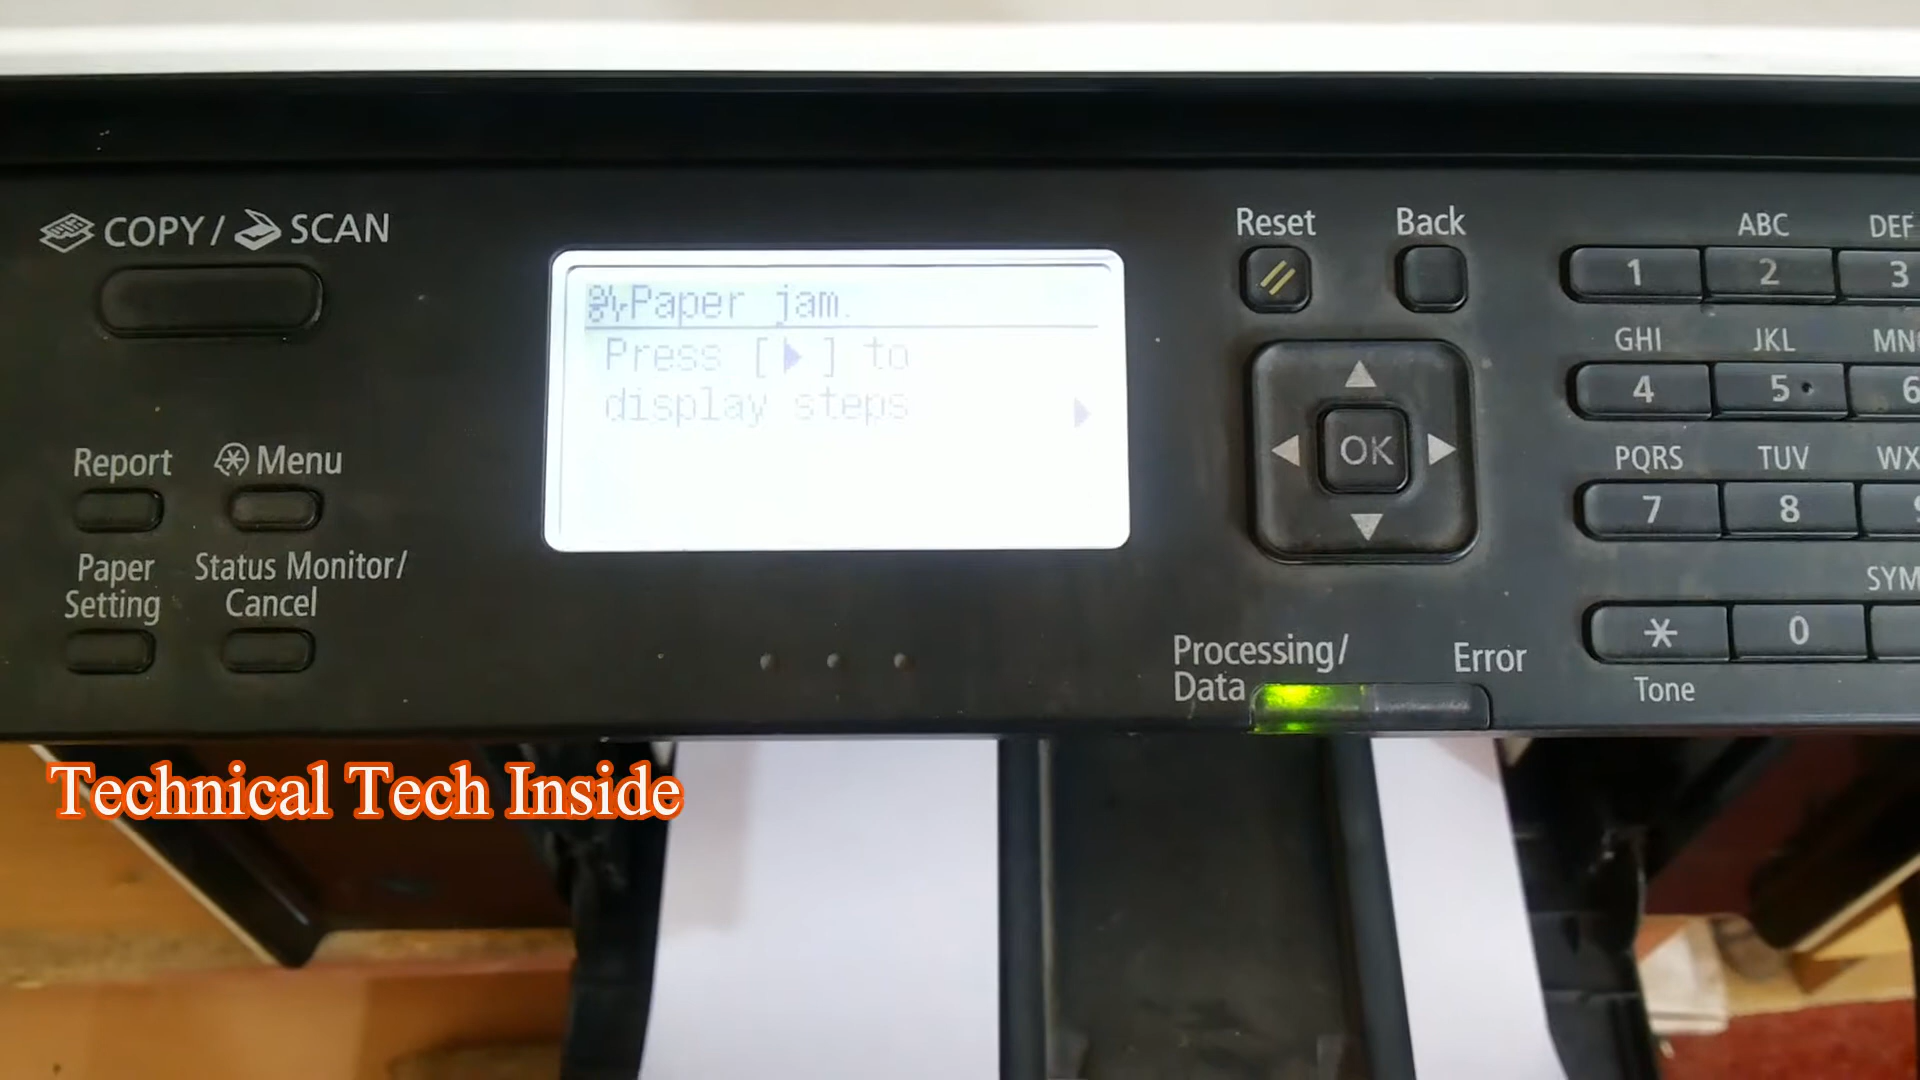 COPY / SCAN
Report
Menu
Paper
Setting
Status Monitor/
Cancel
Paper jam.
Press [▶] to
display steps
Reset
Back
OK
Processing/
Data
Error
1
ABC
2
DEF
3
GHI
4
JKL
5
MN
6
PQRS
7
TUV
8
WX
*
Tone
0
SYM
Technical Tech Inside